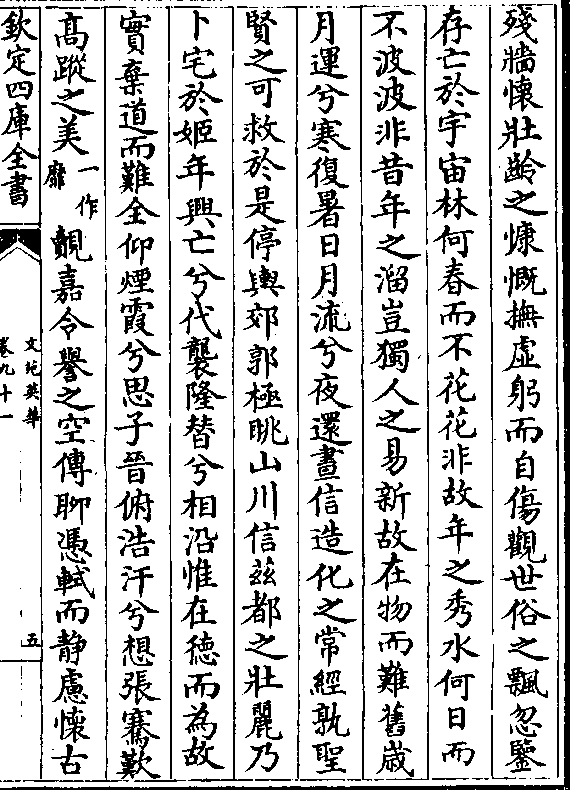 殘牆懷壯齡之慷慨撫虛躬而自傷觀世俗之飄忽鑒
存亡於宇宙林何春而不花花非故年之秀水何日而
不波波非昔年之溜豈獨人之易新故在物而難舊歳
月運兮寒復暑日月流兮夜還晝信造化之常經孰聖
賢之可救於是停輿郊郭極眺山川信茲都之壯麗乃
卜宅於姬年興亡兮代襲隆替兮相沿惟在徳而為故
實棄道而難全仰煙霞兮思子晉俯浩汗兮想張騫歎
髙蹤之美一作靡覿嘉令譽之空傳聊憑軾而静慮懷古
欽定四庫全書
文苑英華
卷九十一
五